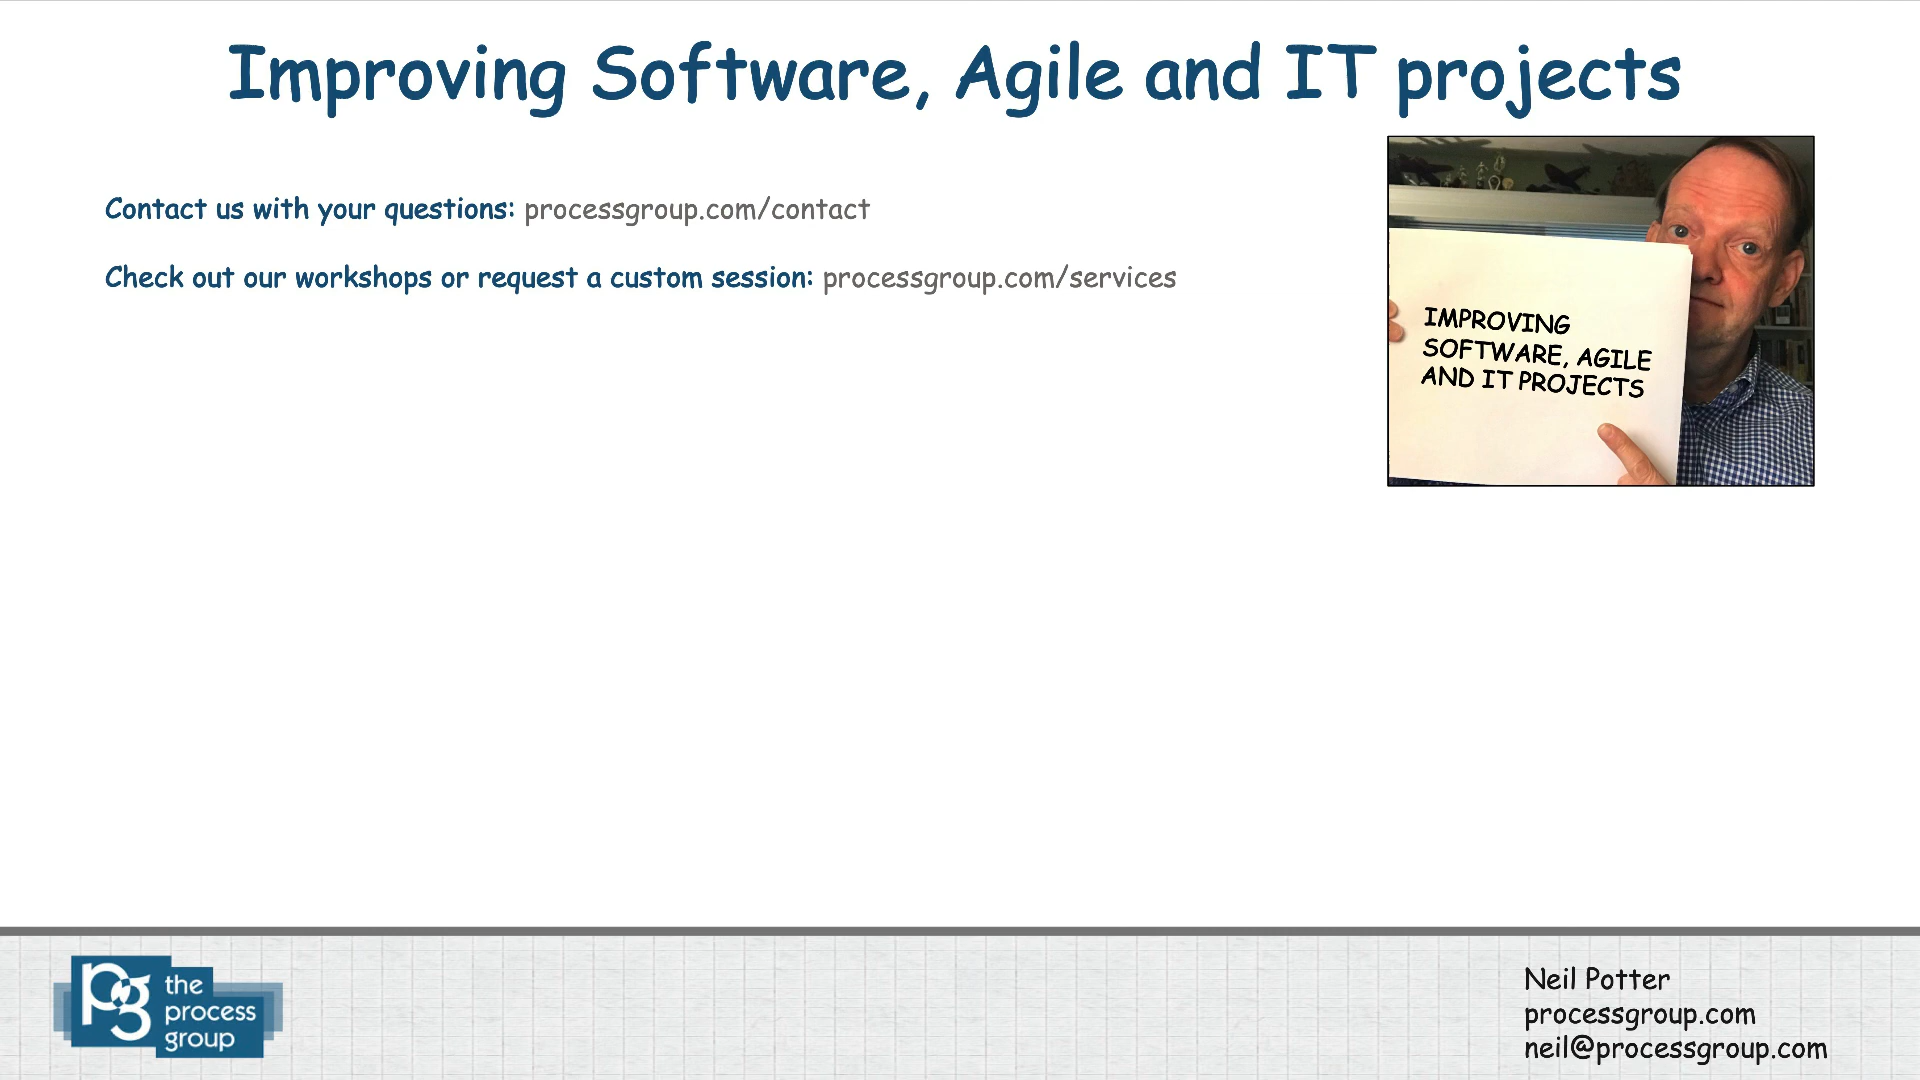 Improving Software, Agile and IT projects
Contact us with your questions: processgroup.com/contact
Check out our workshops or request a custom session: processgroup.com/services
IMPROVING
SOFTWARE, AGILE
AND IT PROJECTS
pg
the
process
group
Neil Potter
processgroup.com
neil@processgroup.com